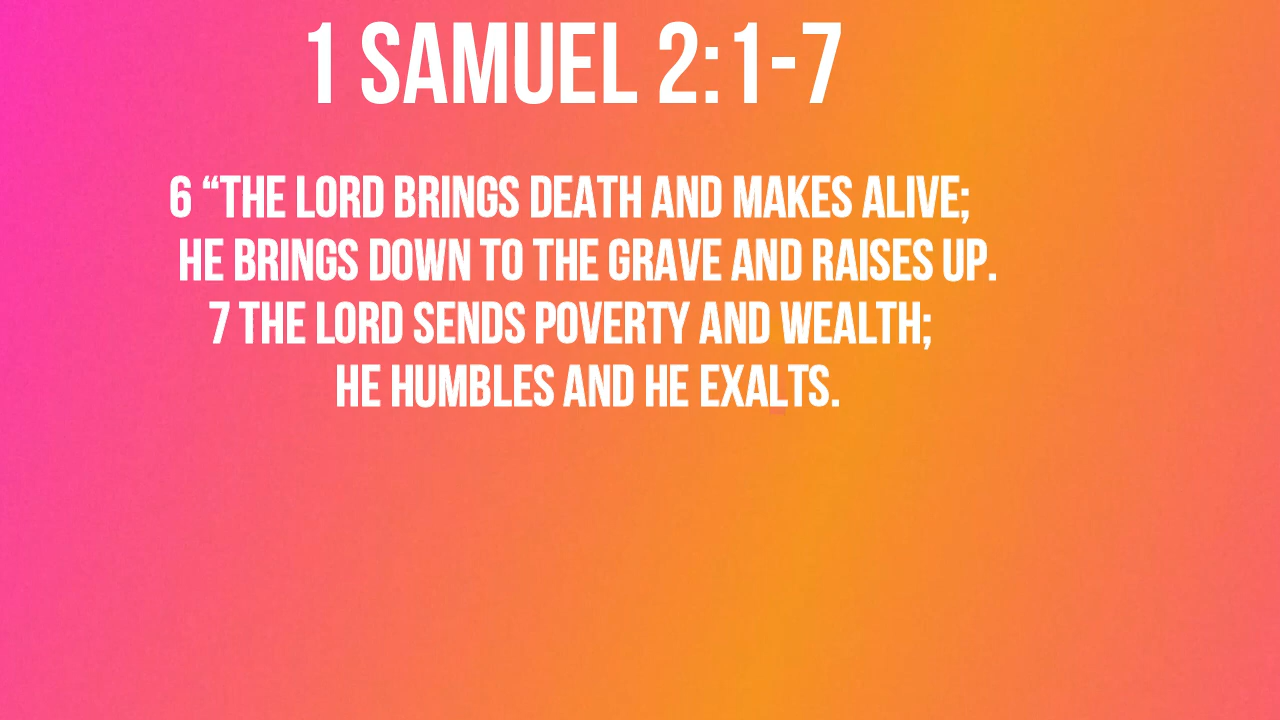 1 SAMUEL 2:1-7
6 “THE LORD BRINGS DEATH AND MAKES ALIVE;
HE BRINGS DOWN TO THE GRAVE AND RAISES UP.
7 THE LORD SENDS POVERTY AND WEALTH;
HE HUMBLES AND HE EXALTS.